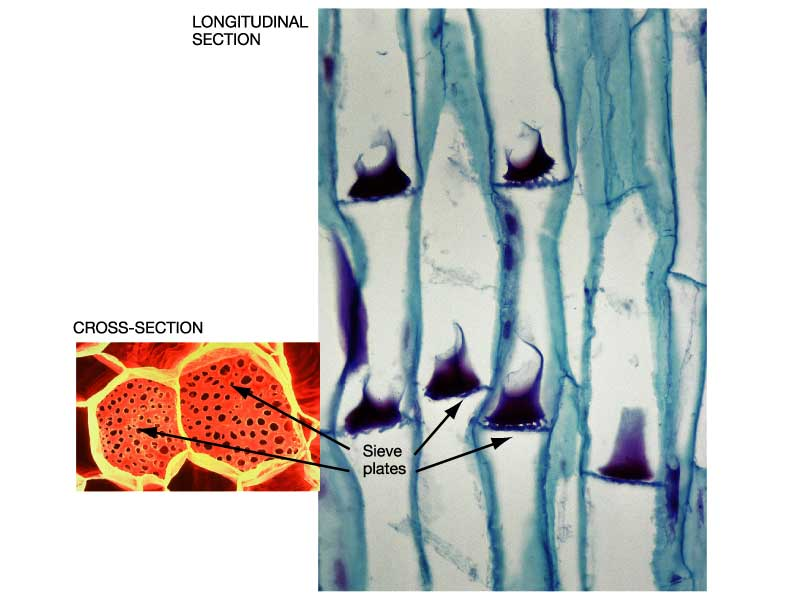 LONGITUDINAL
SECTION
CROSS-SECTION
Sieve
plates